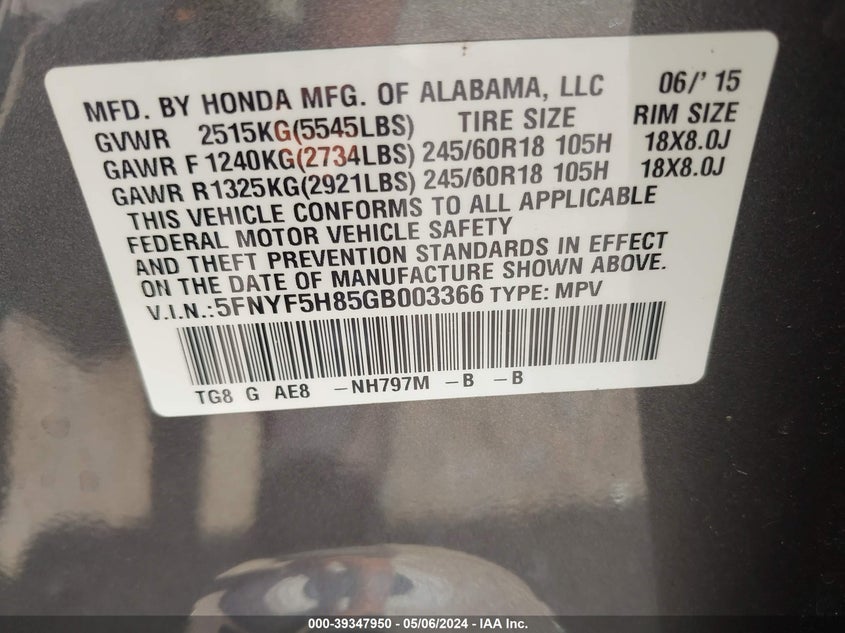 MFD. BY HONDA MFG. OF ALABAMA, LLC 06/' 15
GVWR 2515KG(5545LBS) TIRE SIZE RIM SIZE
GAWR F 1240KG(2734LBS) 245/60R18 105H 18X8.0J
GAWR R1325KG(2921LBS) 245/60R18 105H 18X8.0J
THIS VEHICLE CONFORMS TO ALL APPLICABLE
FEDERAL MOTOR VEHICLE SAFETY
AND THEFT PREVENTION STANDARDS IN EFFECT
ON THE DATE OF MANUFACTURE SHOWN ABOVE.
V.I.N.:5FNYF5H85GB003366 TYPE: MPV
TG8 G AE8 -NH797M -B -B
000-39347950 - 05/06/2024 - IAA Inc.